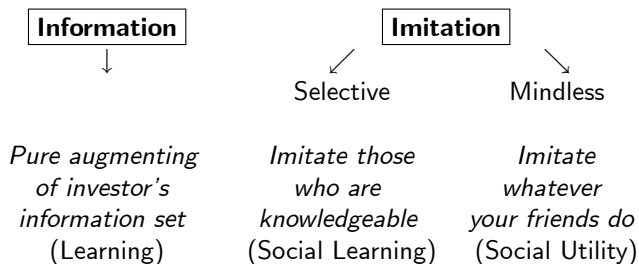 Information
Imitation
Selective
Mindless
Pure augmenting
of investor's
information set
(Learning)
Imitate those
who are
knowledgeable
(Social Learning)
Imitate
whatever
your friends do
(Social Utility)